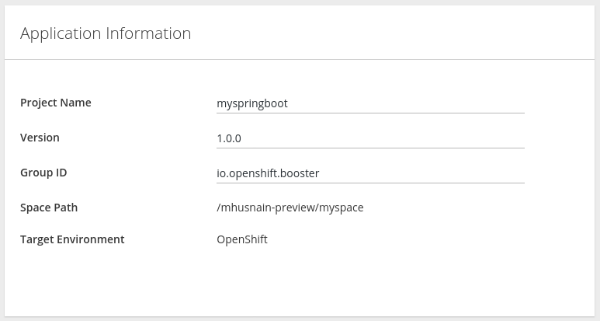 Application Information
Project Name myspringboot
Version 1.0.0
Group ID io.openshift.booster
Space Path /mhusnain-preview/myspace
Target Environment OpenShift